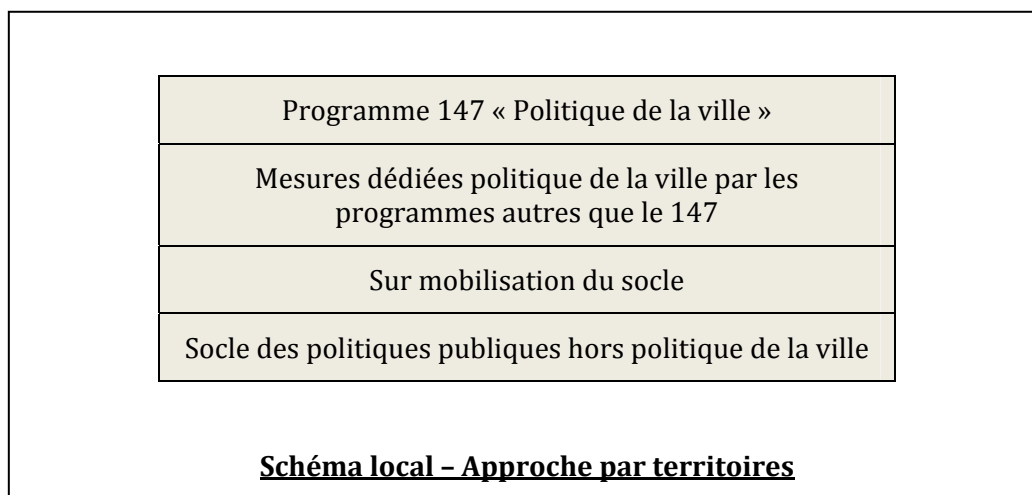 Programme 147 « Politique de la ville »
Mesures dédiées politique de la ville par les
programmes autres que le 147
Sur mobilisation du socle
Socle des politiques publiques hors politique de la ville
Schéma local – Approche par territoires